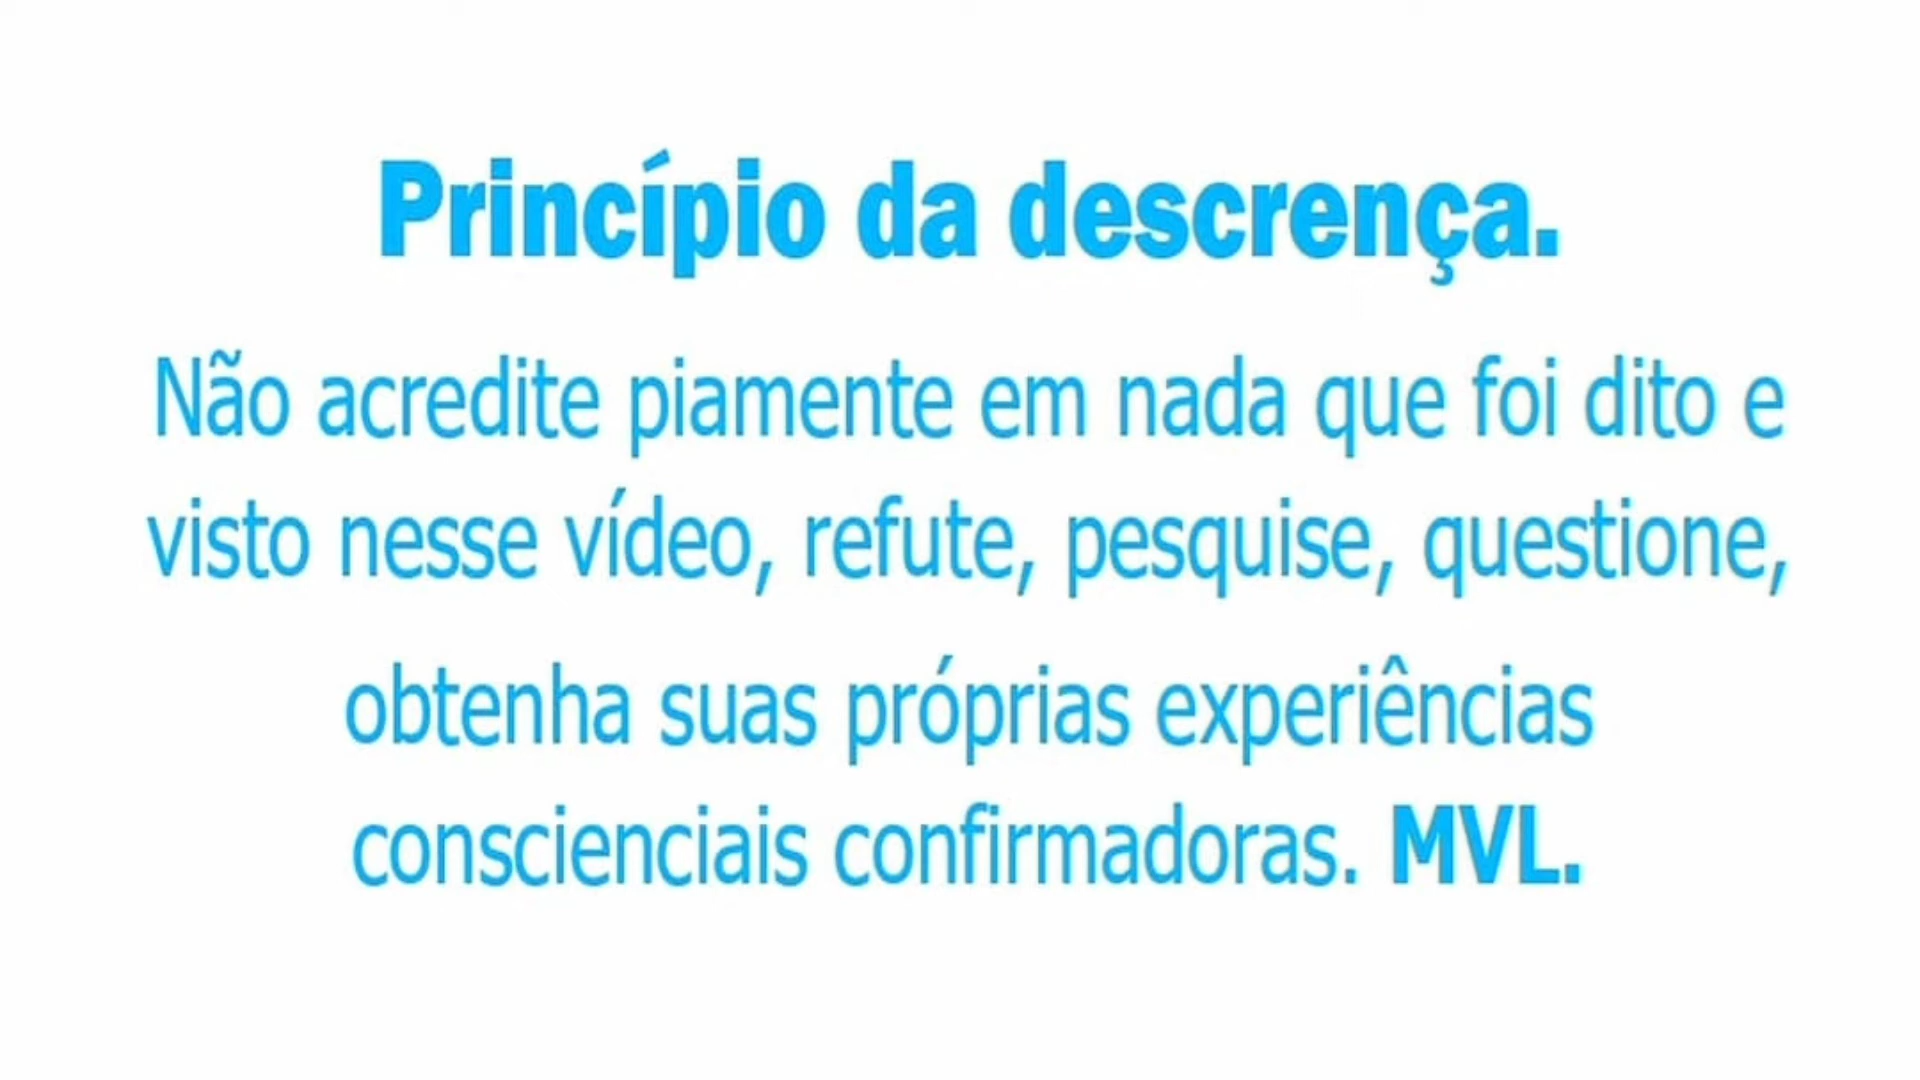 Princípio da descrença.
Não acredite piamente em nada que foi dito e
visto nesse vídeo, refute, pesquise, questione,
obtenha suas próprias experiências
conscienciais confirmadoras. MVL.